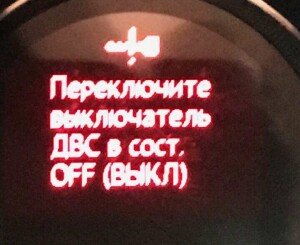 Переключите
выключатель
ДВС в сост.
OFF (ВЫКЛ)